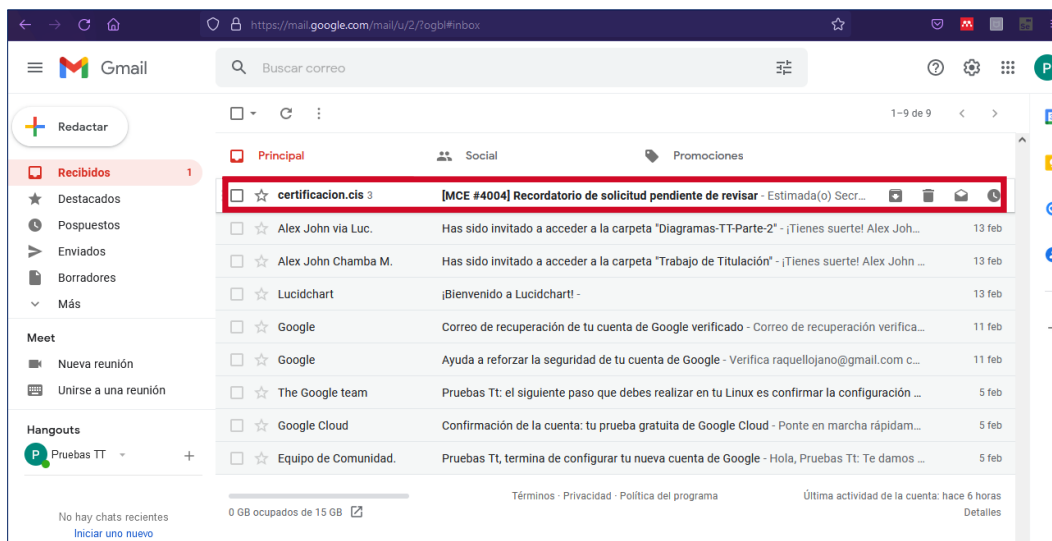 https://mail.google.com/mail/u/2/?ogbl#inbox
Gmail
Buscar correo
P
Redactar
1–9 de 9
Principal
Social
Promociones
Recibidos 1
Destacados
Pospuestos
Enviados
Borradores
Más
certificacion.cis 3 [MCE #4004] Recordatorio de solicitud pendiente de revisar - Estimada(o) Secr...
Alex John via Luc. Has sido invitado a acceder a la carpeta "Diagramas-TT-Parte-2" - ¡Tienes suerte! Alex Joh... 13 feb
Alex John Chamba M. Has sido invitado a acceder a la carpeta "Trabajo de Titulación" - ¡Tienes suerte! Alex John ... 13 feb
Lucidchart ¡Bienvenido a Lucidchart! - 13 feb
Google Correo de recuperación de tu cuenta de Google verificado - Correo de recuperación verifica... 11 feb
Google Ayuda a reforzar la seguridad de tu cuenta de Google - Verifica raquellojano@gmail.com c... 11 feb
The Google team Pruebas Tt: el siguiente paso que debes realizar en tu Linux es confirmar la configuración ... 5 feb
Google Cloud Confirmación de la cuenta: tu prueba gratuita de Google Cloud - Ponte en marcha rápidam... 5 feb
Equipo de Comunidad. Pruebas Tt, termina de configurar tu nueva cuenta de Google - Hola, Pruebas Tt: Te damos ... 5 feb
Meet
Nueva reunión
Unirse a una reunión
Hangouts
P Pruebas TT
No hay chats recientes
Iniciar uno nuevo
0 GB ocupados de 15 GB
Términos · Privacidad · Política del programa
Última actividad de la cuenta: hace 6 horas
Detalles